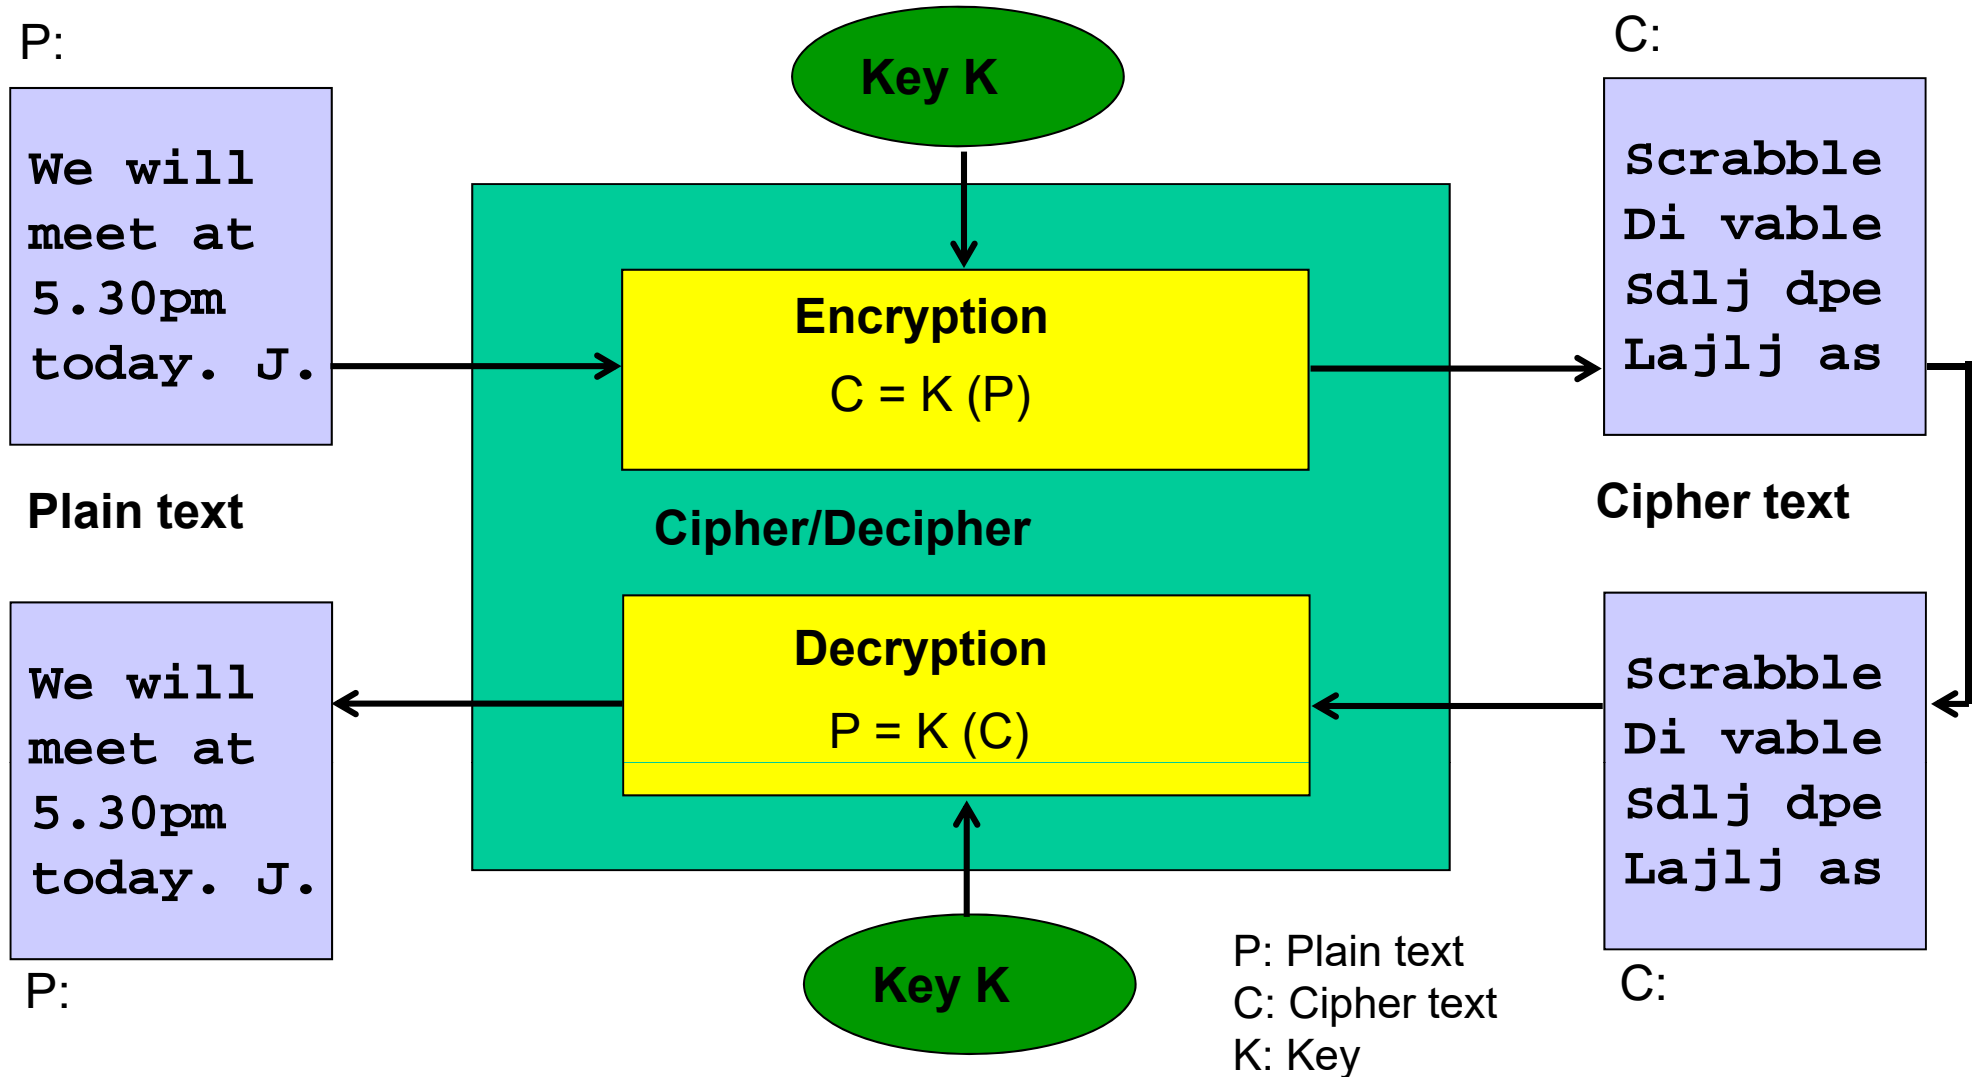 P:
We will
meet at
5.30pm
today. J.
Plain text
Key K
Encryption
C = K (P)
Cipher/Decipher
Decryption
P = K (C)
Key K
C:
Scrabble
Di vable
Sdlj dpe
Lajlj as
Cipher text
Scrabble
Di vable
Sdlj dpe
Lajlj as
C:
We will
meet at
5.30pm
today. J.
P:
P: Plain text
C: Cipher text
K: Key